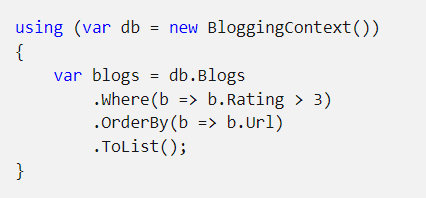 using (var db = new BloggingContext())
{
    var blogs = db.Blogs
        .Where(b => b.Rating > 3)
        .OrderBy(b => b.Url)
        .ToList();
}